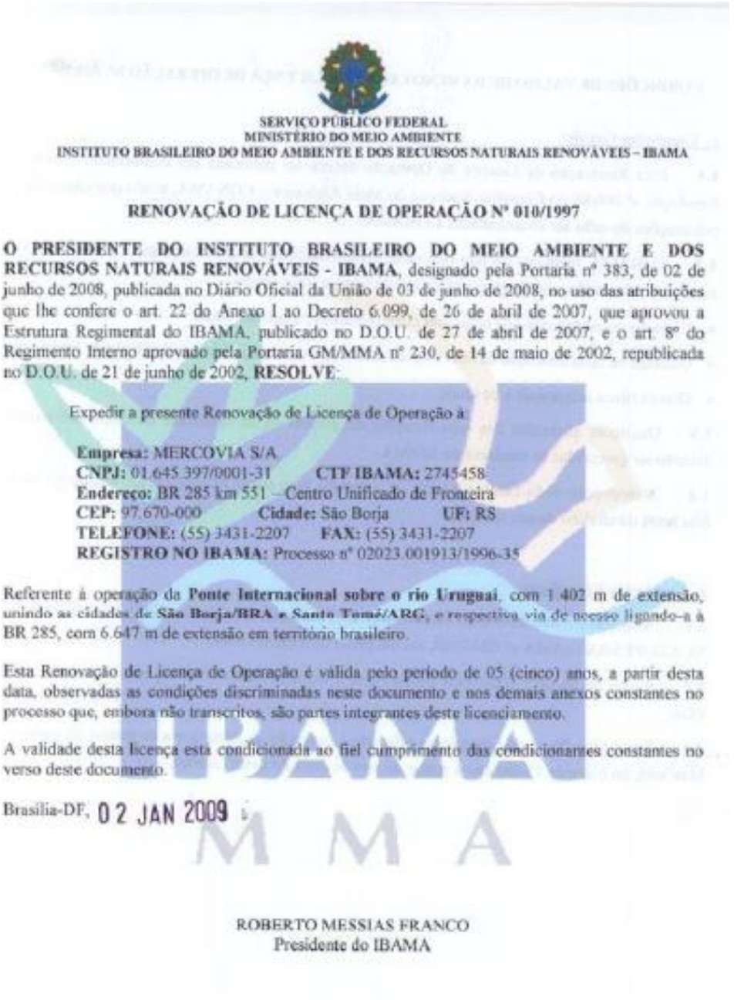 SERVIÇO PÚBLICO FEDERAL
MINISTÉRIO DO MEIO AMBIENTE
INSTITUTO BRASILEIRO DO MEIO AMBIENTE E DOS RECURSOS NATURAIS RENOVÁVEIS – IBAMA
RENOVAÇÃO DE LICENÇA DE OPERAÇÃO Nº 010/1997
O PRESIDENTE DO INSTITUTO BRASILEIRO DO MEIO AMBIENTE E DOS
RECURSOS NATURAIS RENOVÁVEIS - IBAMA, designado pela Portaria nº 383, de 02 de
junho de 2008, publicada no Diário Oficial da União de 03 de junho de 2008, no uso das atribuições
que lhe confere o art. 22 do Anexo I ao Decreto 6.099, de 26 de abril de 2007, que aprovou a
Estrutura Regimental do IBAMA, publicado no D.O.U. de 27 de abril de 2007, e o art. 8º do
Regimento Interno aprovado pela Portaria GM/MMA nº 230, de 14 de maio de 2002, republicada
no D.O.U. de 21 de junho de 2002, RESOLVE:
Expedir a presente Renovação de Licença de Operação à:
Empresa: MERCOVIA S/A
CNPJ: 01.645.397/0001-31 CTF IBAMA: 2745458
Endereço: BR 285 km 551 – Centro Unificado de Fronteira
CEP: 97.670-000 Cidade: São Borja UF: RS
TELEFONE: (55) 3431-2207 FAX: (55) 3431-2207
REGISTRO NO IBAMA: Processo nº 02023.001913/1996-35
Referente à operação da Ponte Internacional sobre o rio Uruguai, com 1.402 m de extensão,
unindo as cidades de São Borja/BRA e Santo Tomé/ARG, e respectiva via de acesso ligando-a à
BR 285, com 6.647 m de extensão em território brasileiro.
Esta Renovação de Licença de Operação é válida pelo período de 05 (cinco) anos, a partir desta
data, observadas as condições discriminadas neste documento e nos demais anexos constantes no
processo que, embora não transcritos, são partes integrantes deste licenciamento.
A validade desta licença está condicionada ao fiel cumprimento das condicionantes constantes no
verso deste documento.
IBAMA
Brasília-DF, 02 JAN 2009
MMA
ROBERTO MESSIAS FRANCO
Presidente do IBAMA